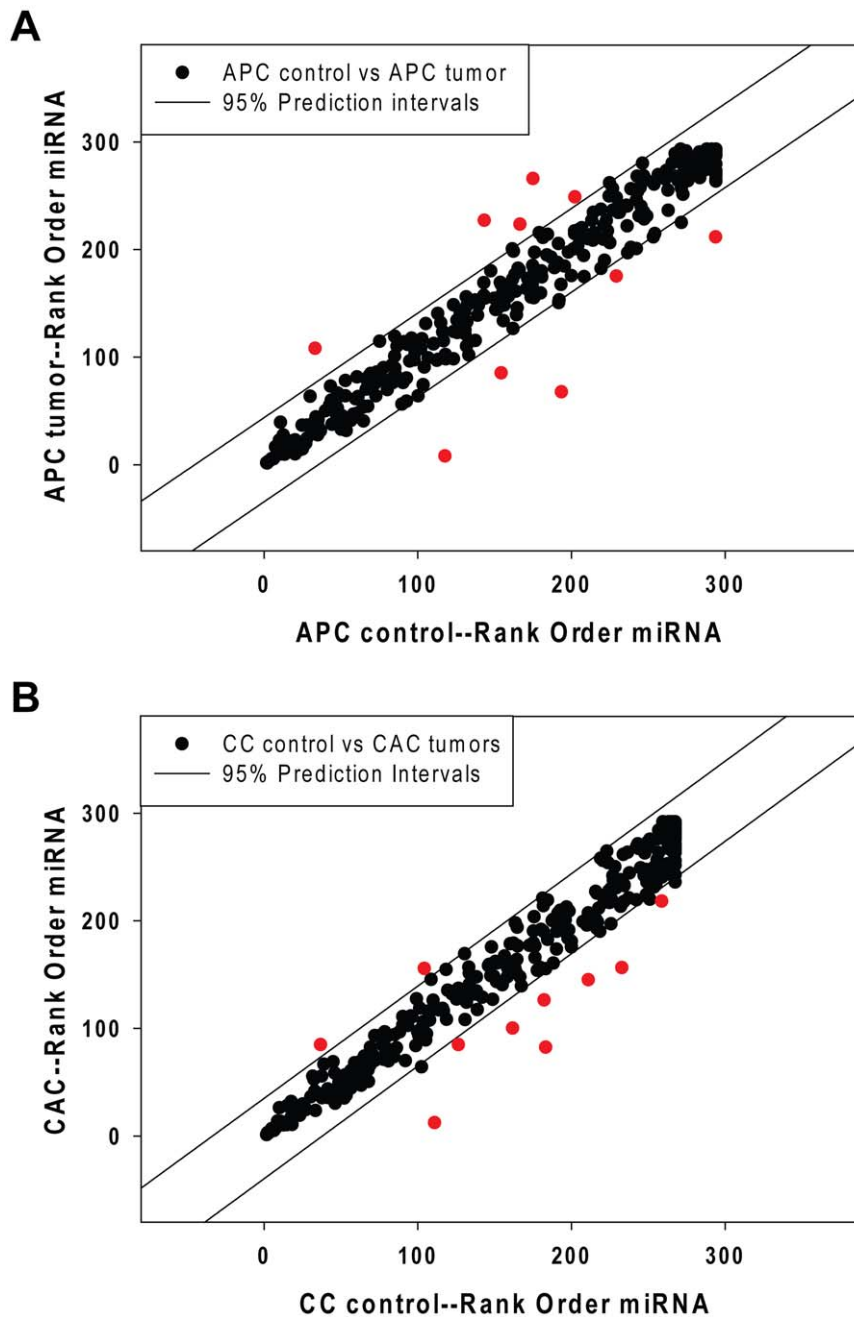 A
APC control vs APC tumor
95% Prediction intervals
APC tumor--Rank Order miRNA
300
200
100
0
0 100 200 300
APC control--Rank Order miRNA
B
CC control vs CAC tumors
95% Prediction Intervals
CAC--Rank Order miRNA
300
200
100
0
0 100 200 300
CC control--Rank Order miRNA